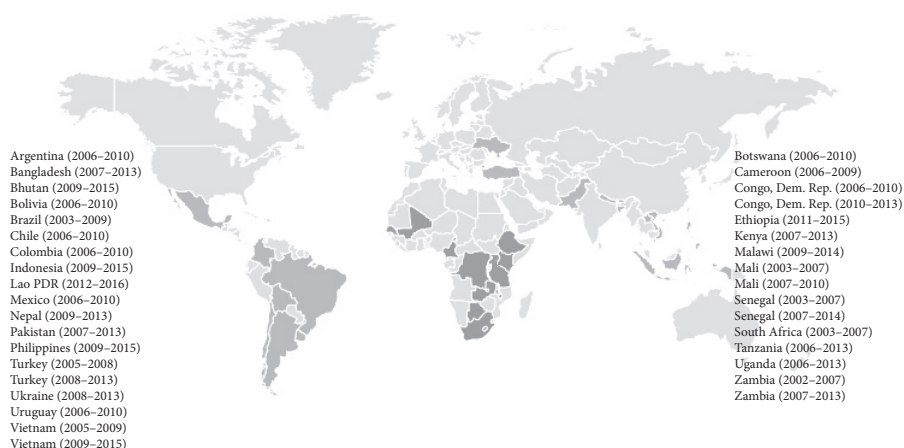 Argentina (2006–2010)
Bangladesh (2007–2013)
Bhutan (2009–2015)
Bolivia (2006–2010)
Brazil (2003–2009)
Chile (2006–2010)
Colombia (2006–2010)
Indonesia (2009–2015)
Lao PDR (2012–2016)
Mexico (2006–2010)
Nepal (2009–2013)
Pakistan (2007–2013)
Philippines (2009–2015)
Turkey (2005–2008)
Turkey (2008–2013)
Ukraine (2008–2013)
Uruguay (2006–2010)
Vietnam (2005–2009)
Vietnam (2009–2015)
Botswana (2006–2010)
Cameroon (2006–2009)
Congo, Dem. Rep. (2006–2010)
Congo, Dem. Rep. (2010–2013)
Ethiopia (2011–2015)
Kenya (2007–2013)
Malawi (2009–2014)
Mali (2003–2007)
Mali (2007–2010)
Senegal (2003–2007)
Senegal (2007–2014)
South Africa (2003–2007)
Tanzania (2006–2013)
Uganda (2006–2013)
Zambia (2002–2007)
Zambia (2007–2013)